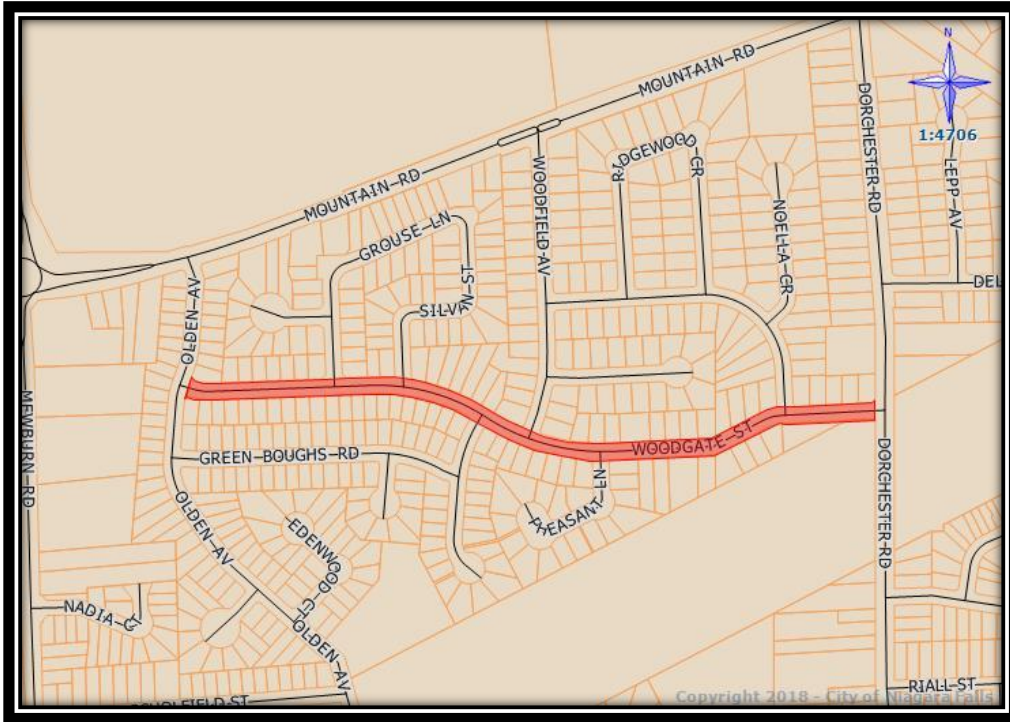 N
1:4706
MOUNTAIN-RD
DORCHESTER-RD
LEPP-AV
WOODFIELD-AV
RIDGEWOOD-CR
MOUNTAIN-RD
NOELLA-CR
GROUSE-LN
OLDEN-AV
SILVAN-ST
DEL
MEWBURN-RD
WOODGATE-ST
GREEN-BOUGHS-RD
PHEASANT-LN
DORCHESTER-RD
OLDEN-AV
EDENWOOD-CT
NADIA-CT
OLDEN-AV
RIALL-ST
SCHOLFIELD-ST
Copyright 2018 - City of Niagara Falls